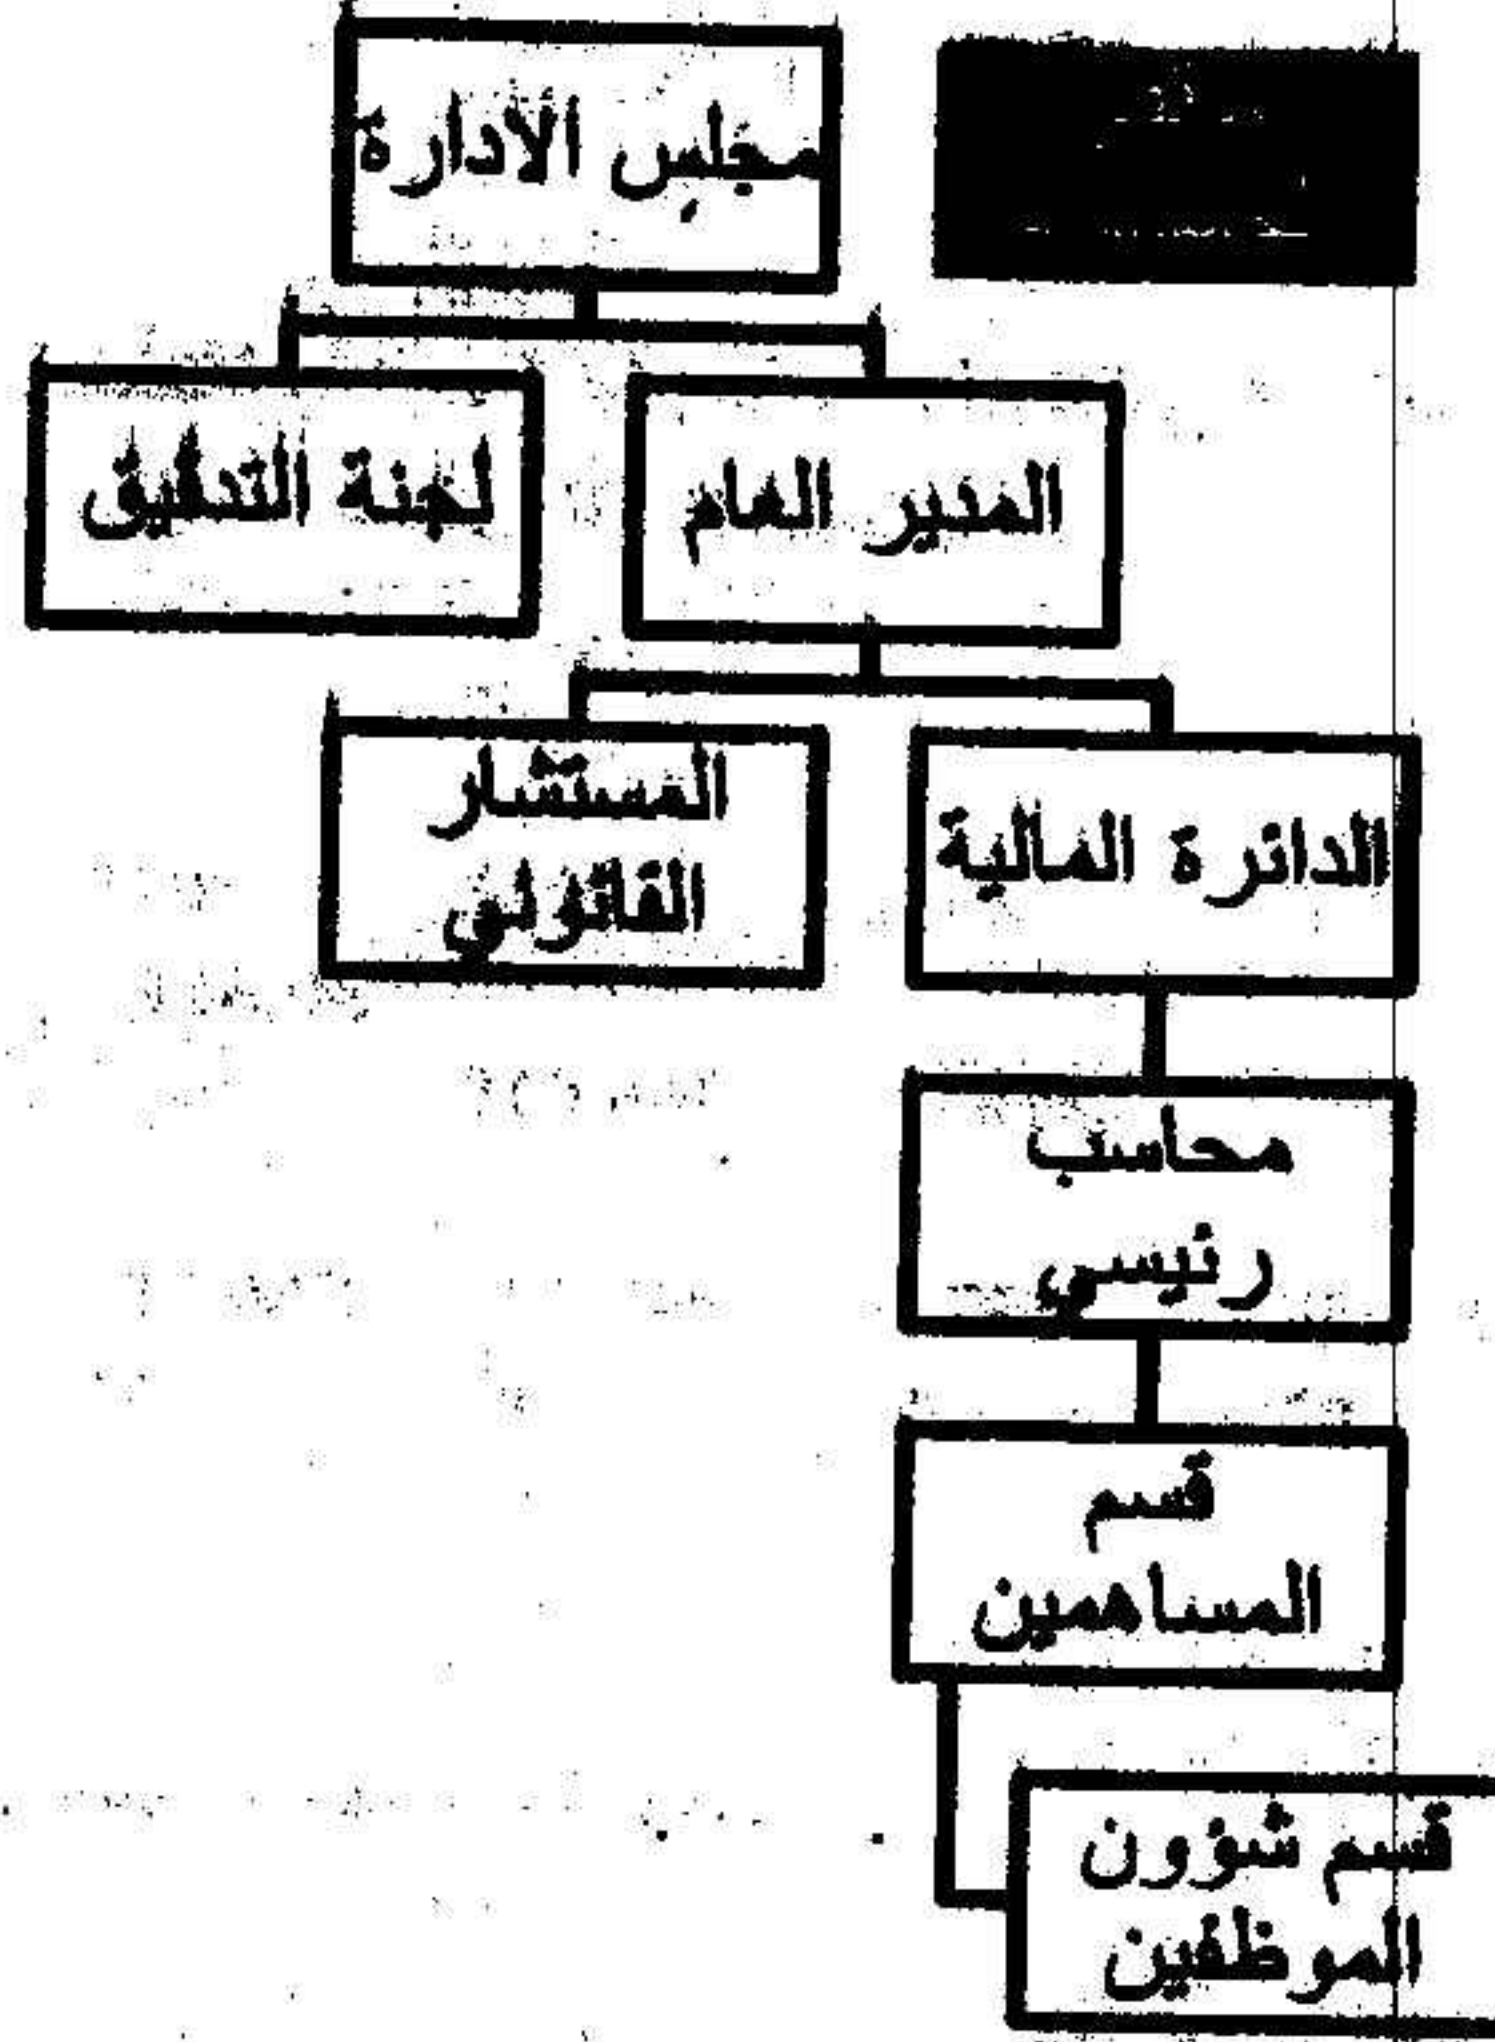 مجلس الأدارة
المدير العام
لجنة التدقيق
الدائرة المالية
المستشار
القانوني
محاسب
رئيسي
قسم
المساهمين
قسم شؤون
الموظفين